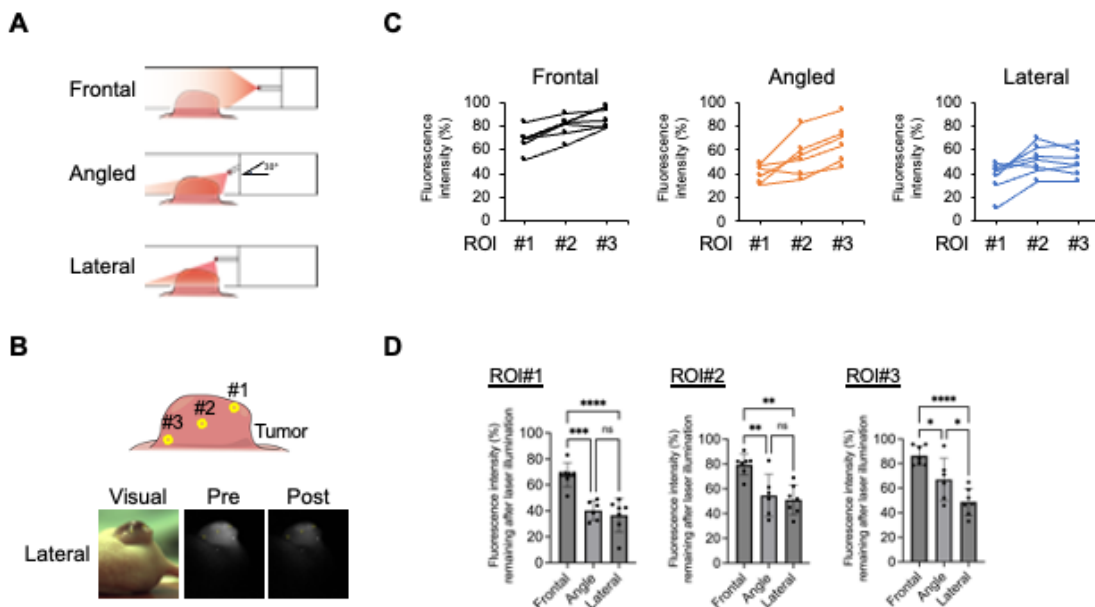 A
Frontal
Angled
30°
Lateral
B
#1
#2
#3
Tumor
Visual
Pre
Post
Lateral
C
Frontal
Angled
Lateral
Fluorescence
intensity (%)
100
80
60
40
20
0
ROI
#1
#2
#3
Fluorescence
intensity (%)
100
80
60
40
20
0
ROI
#1
#2
#3
Fluorescence
intensity (%)
100
80
60
40
20
0
ROI
#1
#2
#3
D
ROI#1
Fluorescence intensity (%)
remaining after laser illumination
****
***
ns
100
80
60
40
20
0
Frontal
Angle
Lateral
ROI#2
Fluorescence intensity (%)
remaining after laser illumination
**
**
ns
100
80
60
40
20
0
Frontal
Angle
Lateral
ROI#3
Fluorescence intensity (%)
remaining after laser illumination
****
*
*
100
80
60
40
20
0
Frontal
Angle
Lateral